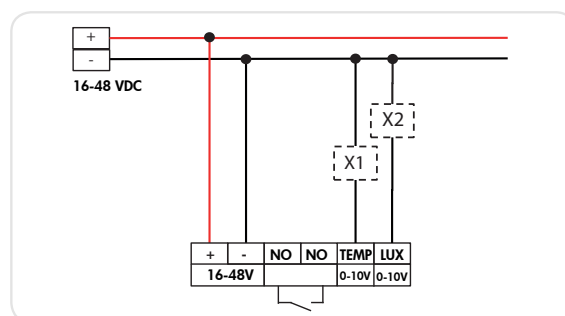 +
-
16-48 VDC
X2
X1
+ - NO NO TEMP LUX
16-48V 0-10V 0-10V